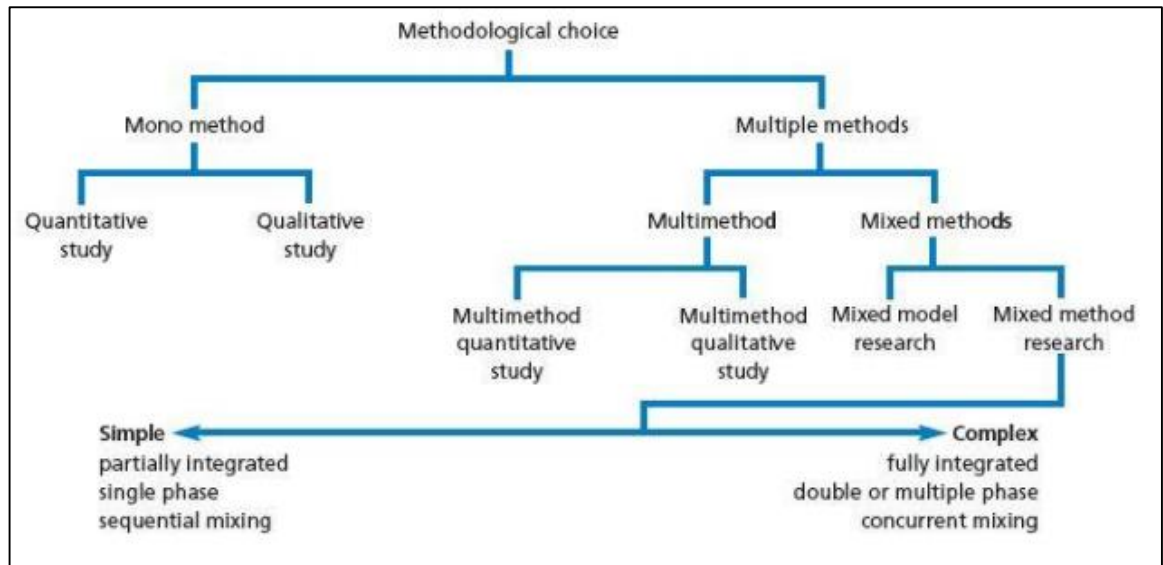 Methodological choice
Mono method
Multiple methods
Quantitative
study
Qualitative
study
Multimethod
Mixed methods
Multimethod
quantitative
study
Multimethod
qualitative
study
Mixed model
research
Mixed method
research
Simple
partially integrated
single phase
sequential mixing
Complex
fully integrated
double or multiple phase
concurrent mixing